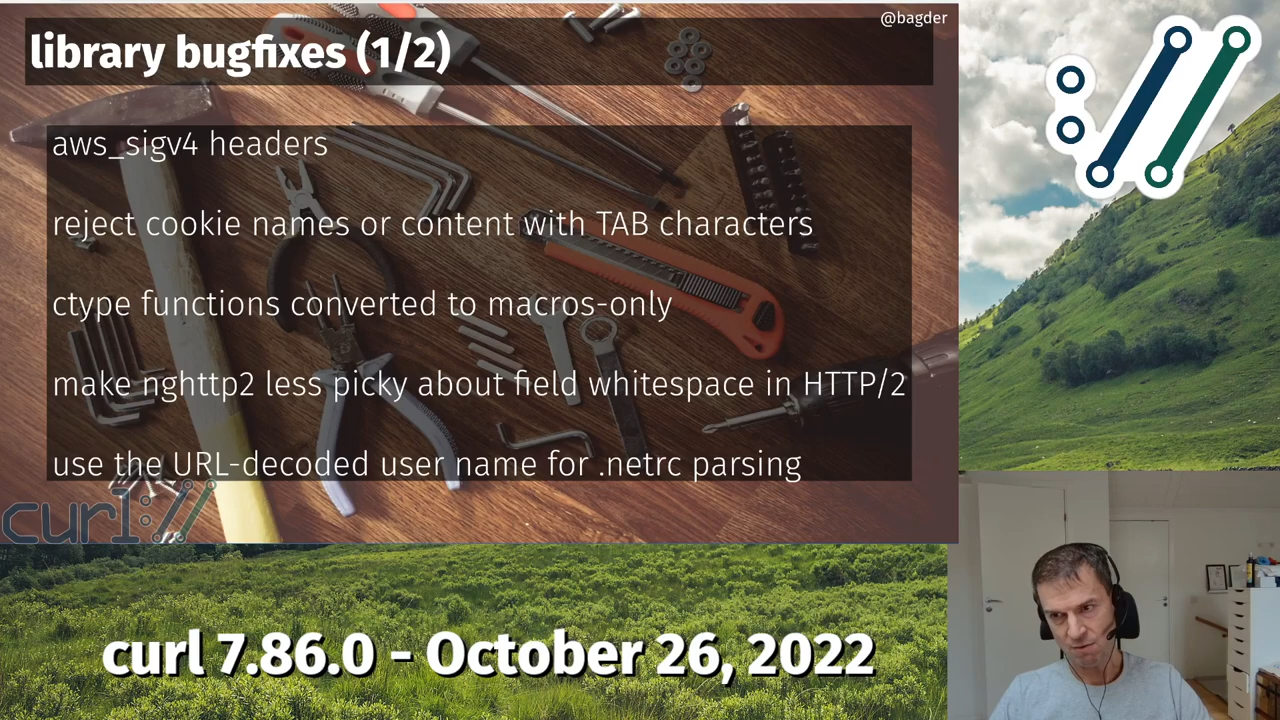 @bagder
library bugfixes (1/2)
aws_sigv4 headers
reject cookie names or content with TAB characters
ctype functions converted to macros-only
make nghttp2 less picky about field whitespace in HTTP/2
use the URL-decoded user name for .netrc parsing
curl://
curl 7.86.0 - October 26, 2022